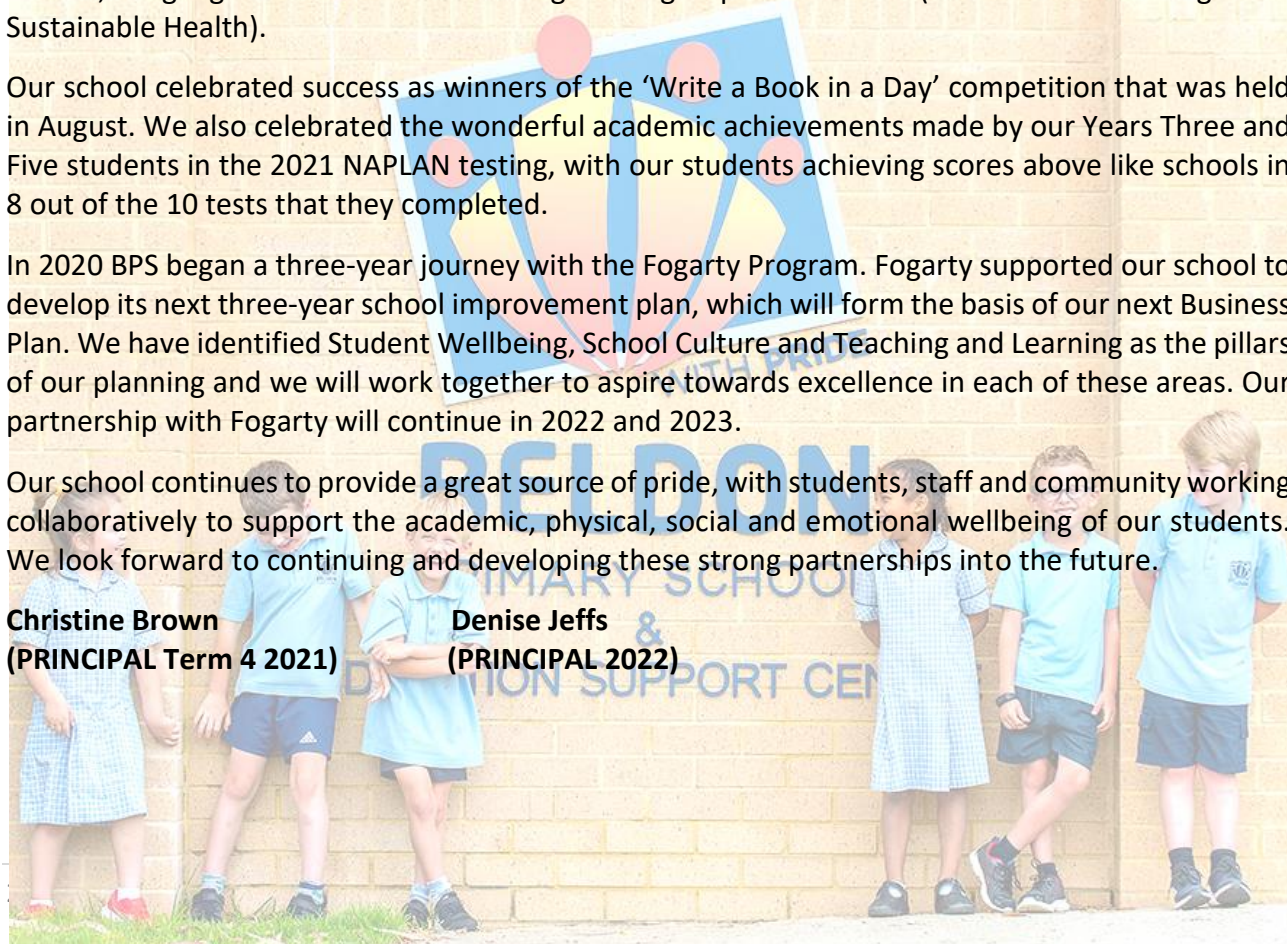 Sustainable Health).
Our school celebrated success as winners of the ‘Write a Book in a Day’ competition that was held
in August. We also celebrated the wonderful academic achievements made by our Years Three and
Five students in the 2021 NAPLAN testing, with our students achieving scores above like schools in
8 out of the 10 tests that they completed.
In 2020 BPS began a three-year journey with the Fogarty Program. Fogarty supported our school to
develop its next three-year school improvement plan, which will form the basis of our next Business
Plan. We have identified Student Wellbeing, School Culture and Teaching and Learning as the pillars
of our planning and we will work together to aspire towards excellence in each of these areas. Our
partnership with Fogarty will continue in 2022 and 2023.
Our school continues to provide a great source of pride, with students, staff and community working
collaboratively to support the academic, physical, social and emotional wellbeing of our students.
We look forward to continuing and developing these strong partnerships into the future.
Christine Brown Denise Jeffs
(PRINCIPAL Term 4 2021) (PRINCIPAL 2022)
WITH PRIDE
BELDON
PRIMARY SCHOOL
&
SUPPORT